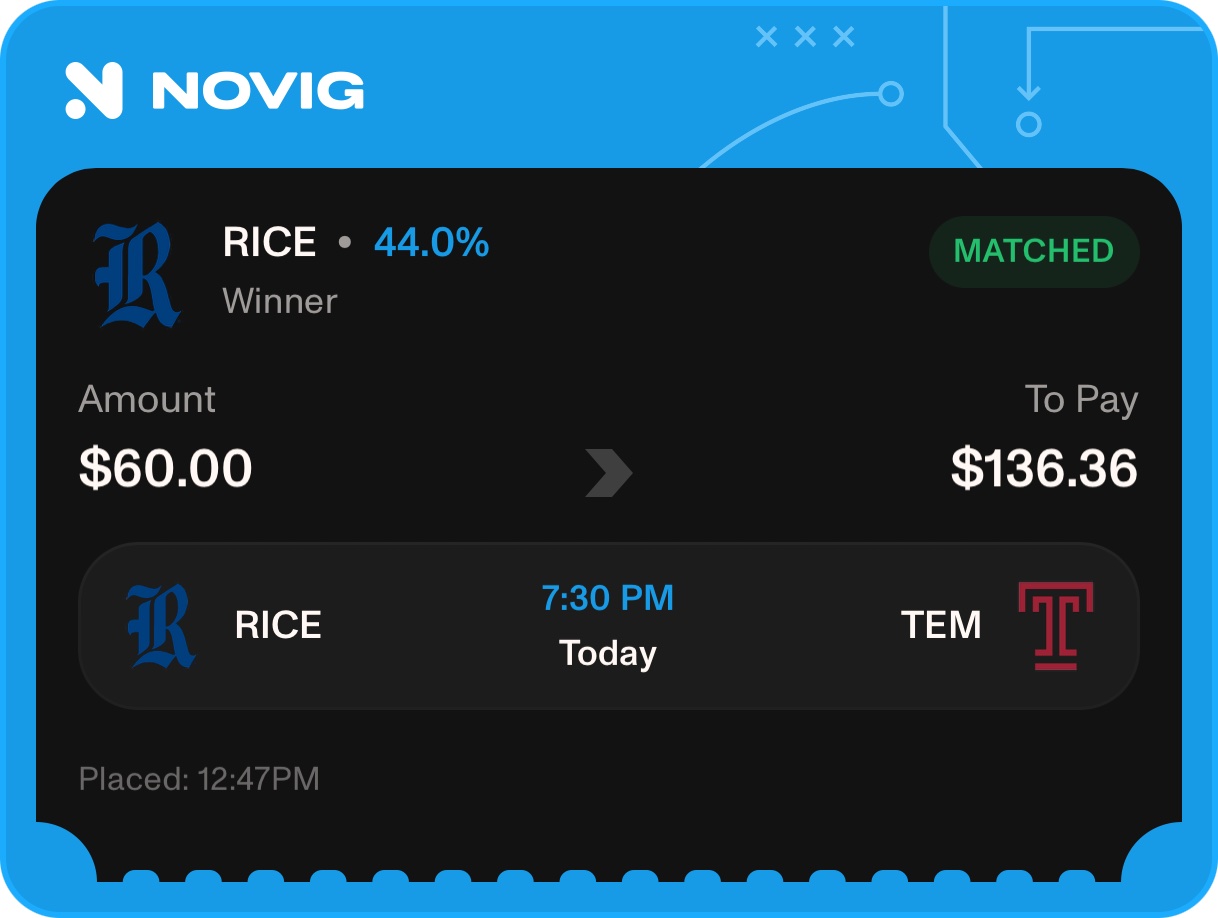 NOVIG
RICE • 44.0%
MATCHED
Winner
Amount
To Pay
$60.00
$136.36
RICE
7:30 PM
Today
TEM
Placed: 12:47PM